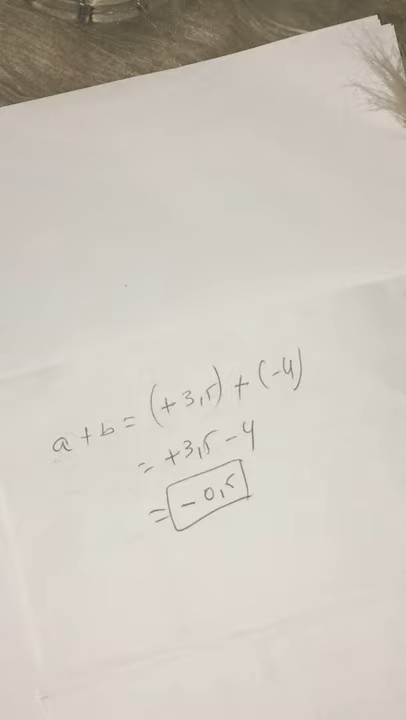 a + b = (+3,5) + (-4)
= +3,5 - 4
= -0,5